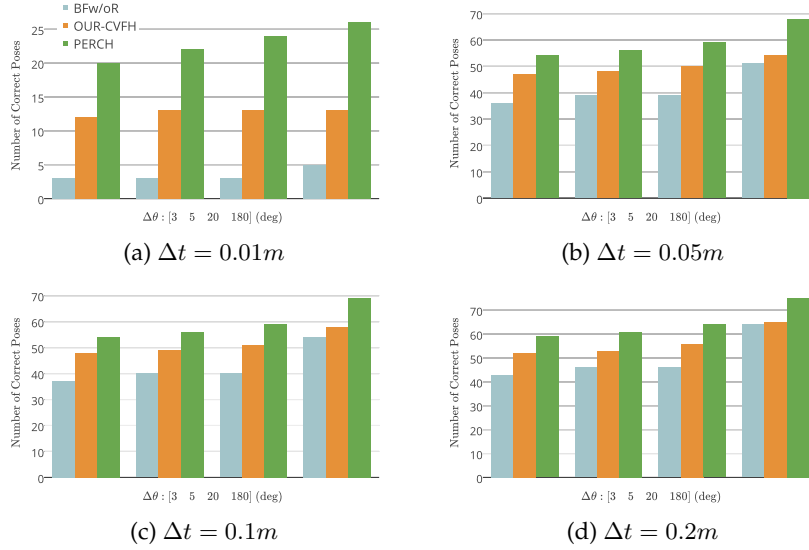 BFw/oR
OUR-CVFH
PERCH
Number of Correct Poses
25
20
15
10
5
0
Δθ : [3 5 20 180] (deg)
(a) Δt = 0.01m
Number of Correct Poses
70
60
50
40
30
20
10
0
Δθ : [3 5 20 180] (deg)
(b) Δt = 0.05m
Number of Correct Poses
70
60
50
40
30
20
10
0
Δθ : [3 5 20 180] (deg)
(c) Δt = 0.1m
Number of Correct Poses
70
60
50
40
30
20
10
0
Δθ : [3 5 20 180] (deg)
(d) Δt = 0.2m